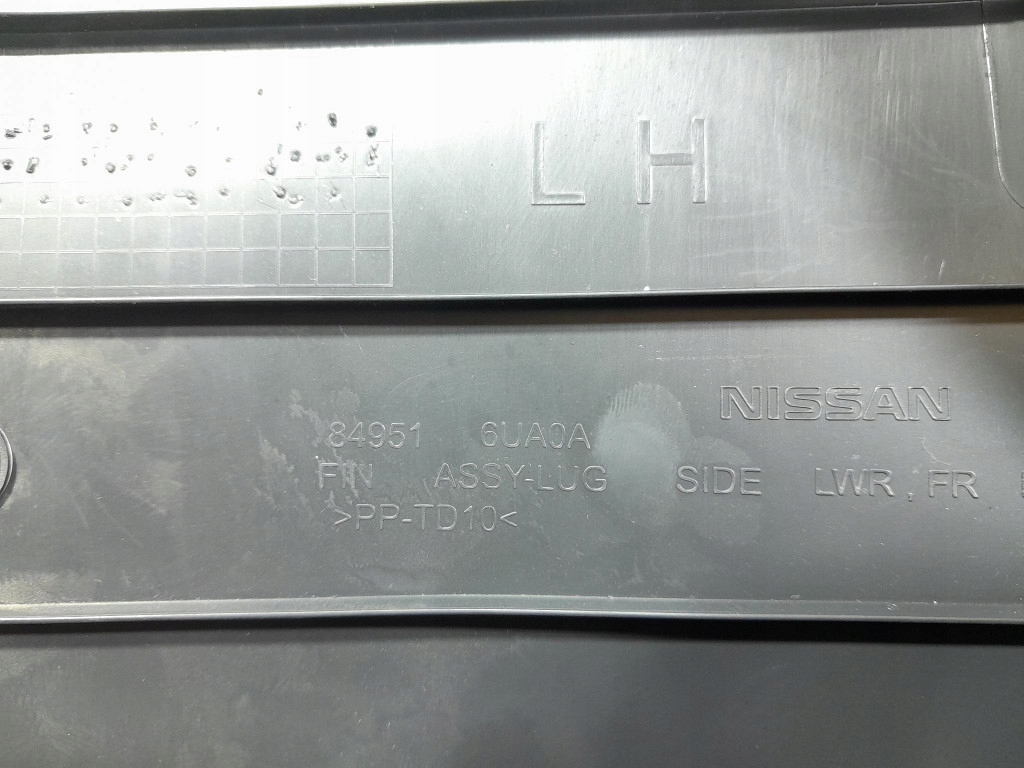 LH
NISSAN
84951 6UA0A
FIN ASSY-LUG SIDE LWR, FR
>PP-TD10<